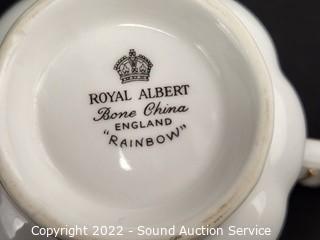 ROYAL ALBERT
Bone China
ENGLAND
"RAINBOW"
Copyright 2022 - Sound Auction Service